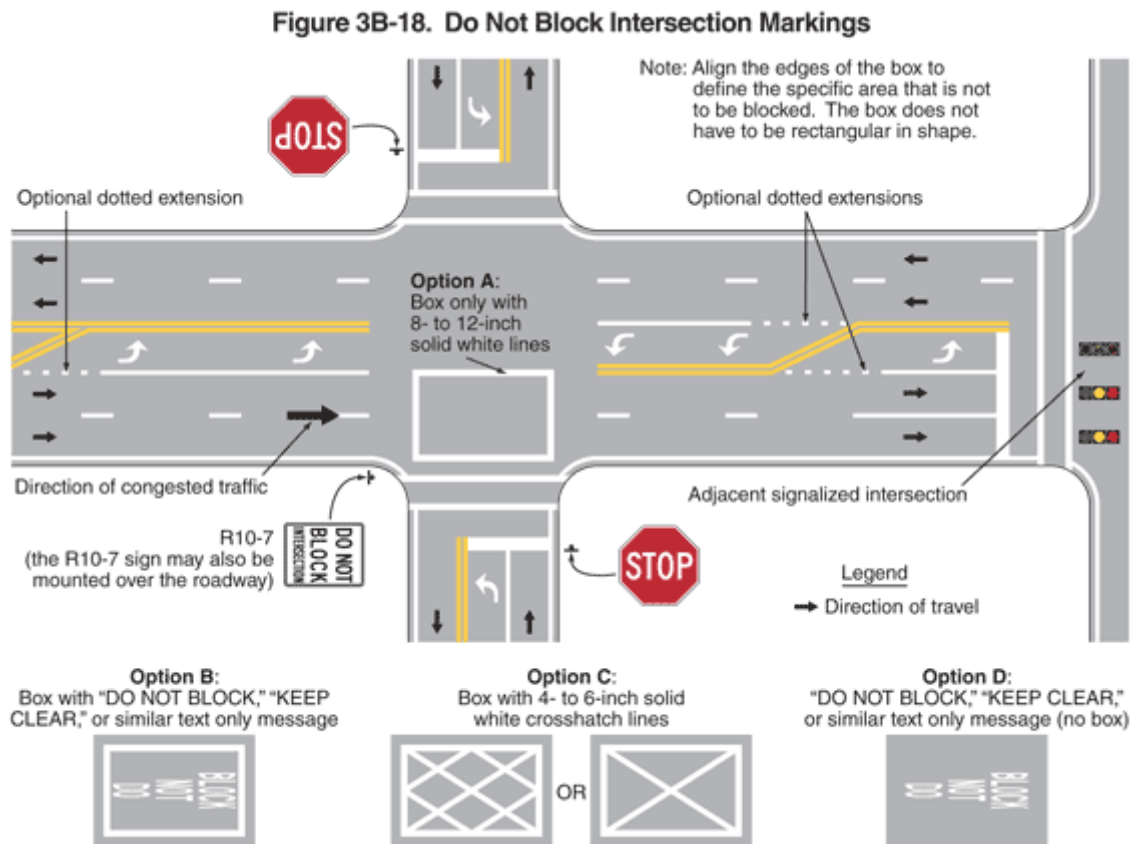 Figure 3B-18. Do Not Block Intersection Markings
Note: Align the edges of the box to
define the specific area that is not
to be blocked. The box does not
have to be rectangular in shape.
STOP
Optional dotted extension
Optional dotted extensions
Option A:
Box only with
8- to 12-inch
solid white lines
Direction of congested traffic
Adjacent signalized intersection
R10-7
(the R10-7 sign may also be
mounted over the roadway)
DO NOT
BLOCK
INTERSECTION
STOP
Legend
Direction of travel
Option B:
Box with “DO NOT BLOCK,” “KEEP
CLEAR,” or similar text only message
DO
NOT
BLOCK
Option C:
Box with 4- to 6-inch solid
white crosshatch lines
OR
Option D:
“DO NOT BLOCK,” “KEEP CLEAR,”
or similar text only message (no box)
DO
NOT
BLOCK